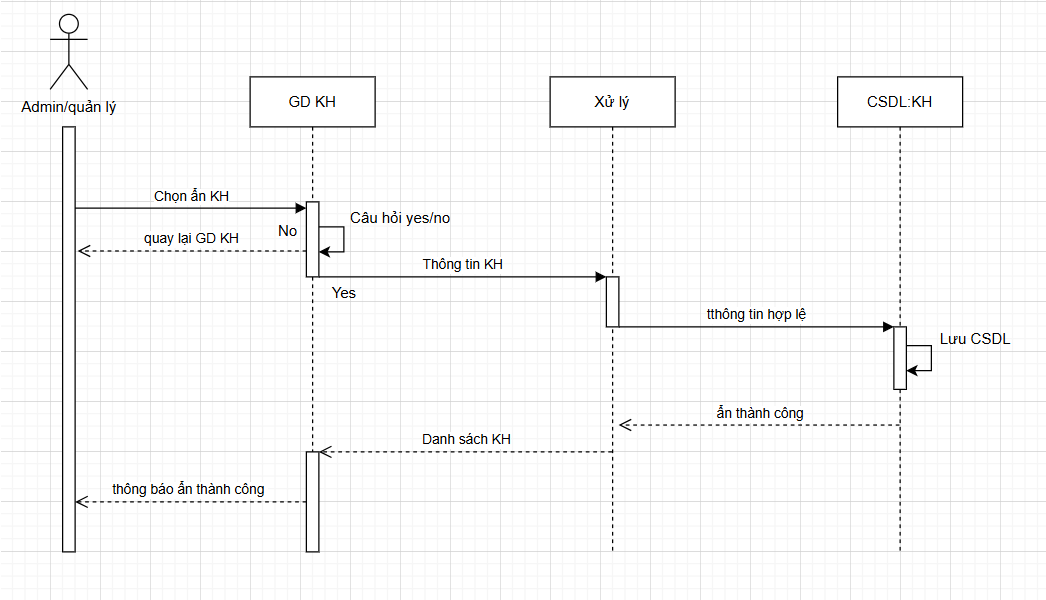 Admin/quản lý
GD KH
Xử lý
CSDL:KH
Chọn ẩn KH
Câu hỏi yes/no
No
quay lại GD KH
Thông tin KH
Yes
tthông tin hợp lệ
Lưu CSDL
ẩn thành công
Danh sách KH
thông báo ẩn thành công